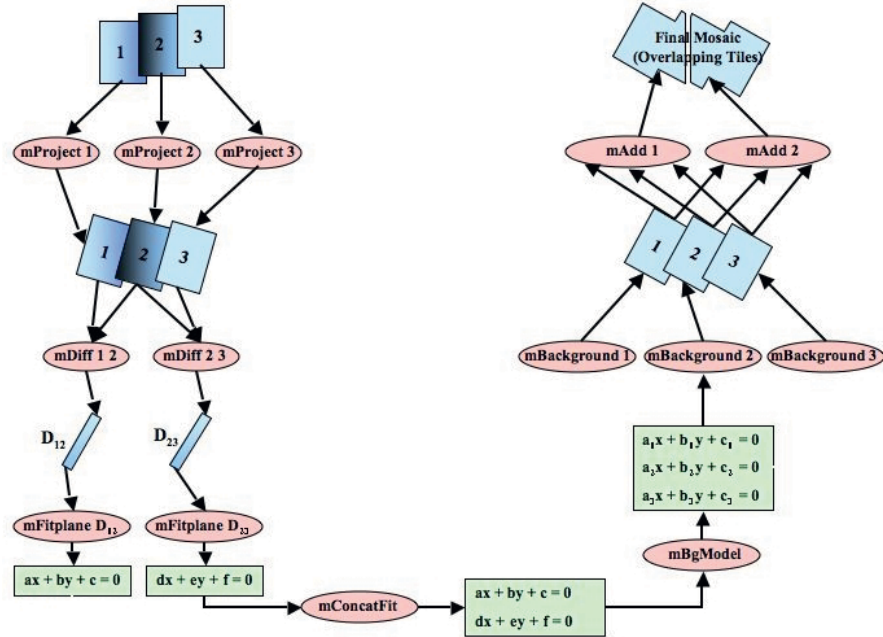 1
2
3
mProject 1
mProject 2
mProject 3
1
2
3
mDiff 1 2
mDiff 2 3
D₁₂
D₂₃
mFitplane D₁₂
mFitplane D₂₃
ax + by + c = 0
dx + ey + f = 0
mConcatFit
ax + by + c = 0
dx + ey + f = 0
mBgModel
a₁x + b₁y + c₁ = 0
a₂x + b₂y + c₂ = 0
a₃x + b₃y + c₃ = 0
mBackground 1
mBackground 2
mBackground 3
1
2
3
mAdd 1
mAdd 2
Final Mosaic
(Overlapping Tiles)